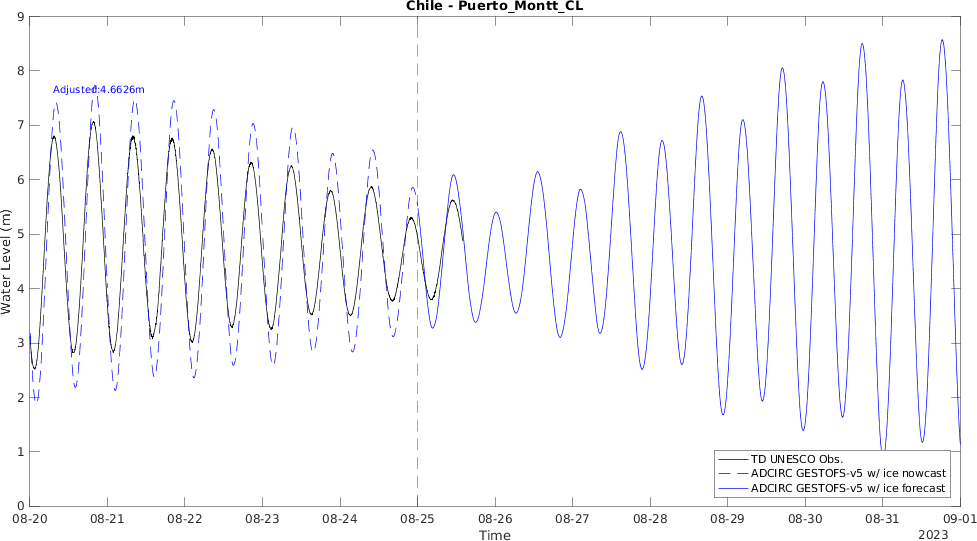 Chile - Puerto_Montt_CL
9
8
7
6
5
4
3
2
1
0
Water Level (m)
Adjusted:4.6626m
TD UNESCO Obs.
ADCIRC GESTOFS-v5 w/ ice nowcast
ADCIRC GESTOFS-v5 w/ ice forecast
08-20 08-21 08-22 08-23 08-24 08-25 08-26 08-27 08-28 08-29 08-30 08-31 09-01
Time
2023